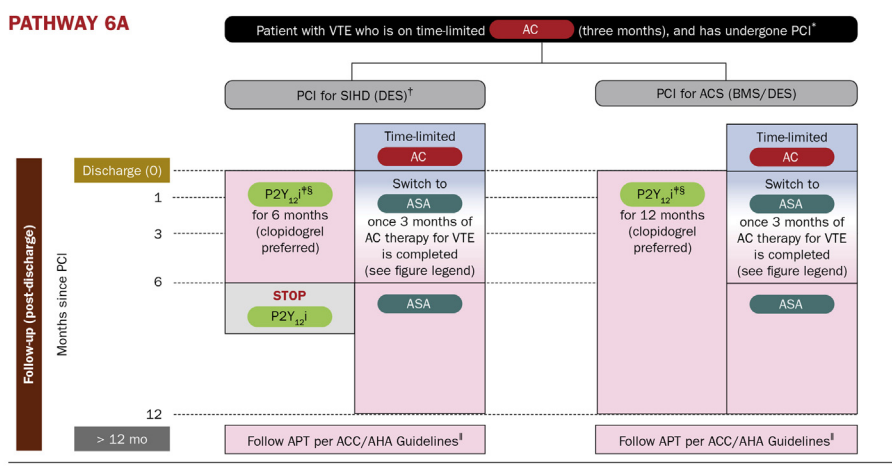 PATHWAY 6A
Patient with VTE who is on time-limited AC (three months), and has undergone PCI*
PCI for SIHD (DES)†
PCI for ACS (BMS/DES)
Follow-up (post-discharge)
Months since PCI
Discharge (0)
1
3
6
12
> 12 mo
P2Y12i†§
for 6 months
(clopidogrel
preferred)
STOP
P2Y12i
Time-limited
AC
Switch to
ASA
once 3 months of
AC therapy for VTE
is completed
(see figure legend)
ASA
Follow APT per ACC/AHA Guidelines‖
P2Y12i†§
for 12 months
(clopidogrel
preferred)
Time-limited
AC
Switch to
ASA
once 3 months of
AC therapy for VTE
is completed
(see figure legend)
ASA
Follow APT per ACC/AHA Guidelines‖